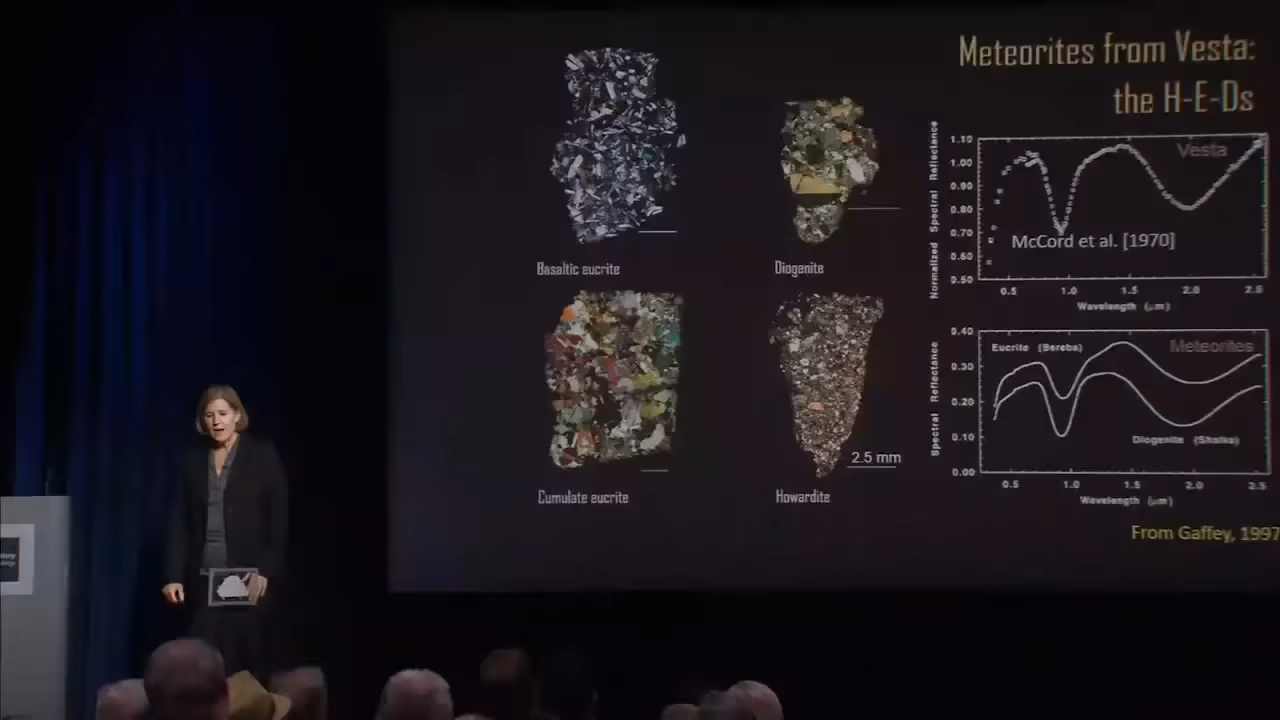 Meteorites from Vesta:
the H-E-Ds
Basaltic eucrite
Diogenite
Cumulate eucrite
Howardite
2.5 mm
Normalized Spectral Reflectance
1.10
1.00
0.90
0.80
0.70
0.60
0.50
Vesta
McCord et al. [1970]
0.5 1.0 1.5 2.0 2.5
Wavelength (µm)
Spectral Reflectance
0.40
0.30
0.20
0.10
0.00
Eucrite (Bereba)
Meteorites
Diogenite (Shalka)
0.5 1.0 1.5 2.0 2.5
Wavelength (µm)
From Gaffey, 1997